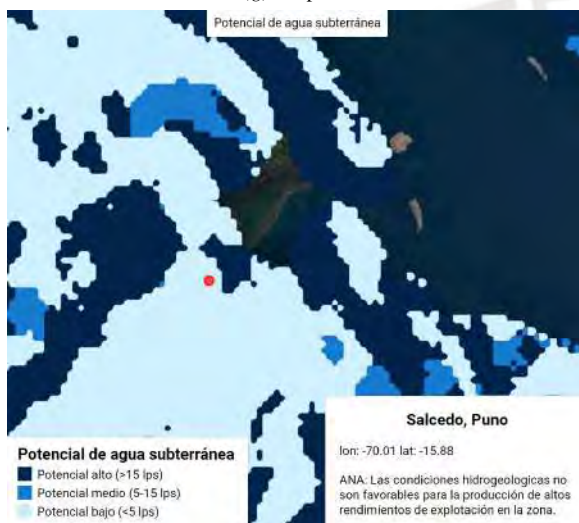 Potencial de agua subterránea
Salcedo, Puno
lon: -70.01 lat: -15.88
ANA: Las condiciones hidrogeologicas no
son favorables para la producción de altos
rendimientos de explotación en la zona.
Potencial de agua subterránea
Potencial alto (>15 lps)
Potencial medio (5-15 lps)
Potencial bajo (<5 lps)